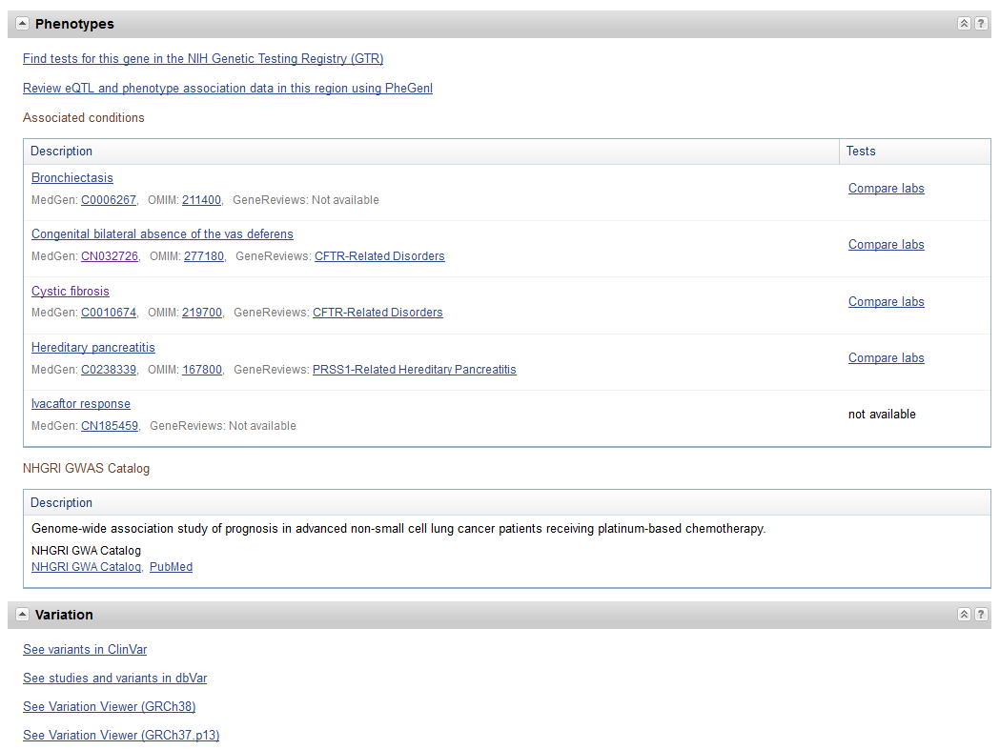 Phenotypes
Find tests for this gene in the NIH Genetic Testing Registry (GTR)
Review eQTL and phenotype association data in this region using PheGenI
Associated conditions
Description Tests
Bronchiectasis
MedGen: C0006267, OMIM: 211400, GeneReviews: Not available
Compare labs
Congenital bilateral absence of the vas deferens
MedGen: CN032726, OMIM: 277180, GeneReviews: CFTR-Related Disorders
Compare labs
Cystic fibrosis
MedGen: C0010674, OMIM: 219700, GeneReviews: CFTR-Related Disorders
Compare labs
Hereditary pancreatitis
MedGen: C0238339, OMIM: 167800, GeneReviews: PRSS1-Related Hereditary Pancreatitis
Compare labs
Ivacaftor response
MedGen: CN185459, GeneReviews: Not available
not available
NHGRI GWAS Catalog
Description
Genome-wide association study of prognosis in advanced non-small cell lung cancer patients receiving platinum-based chemotherapy.
NHGRI GWA Catalog
NHGRI GWA Catalog, PubMed
Variation
See variants in ClinVar
See studies and variants in dbVar
See Variation Viewer (GRCh38)
See Variation Viewer (GRCh37.p13)